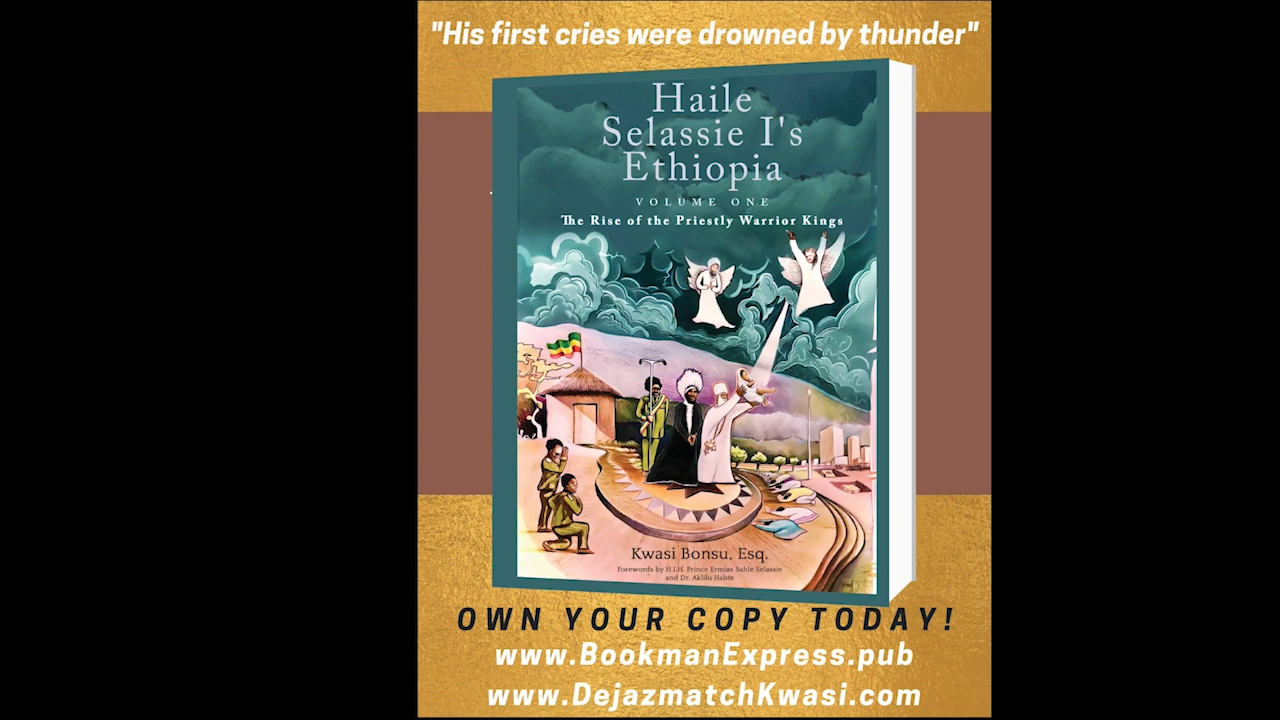 "His first cries were drowned by thunder"
Haile
Selassie I's
Ethiopia
VOLUME ONE
The Rise of the Priestly Warrior Kings
Kwasi Bonsu, Esq.
Forewords by H.I.H. Prince Ermias Sahle Selassie
and Dr. Aklilu Habte
OWN YOUR COPY TODAY!
www.BookmanExpress.pub
www.DejazmatchKwasi.com